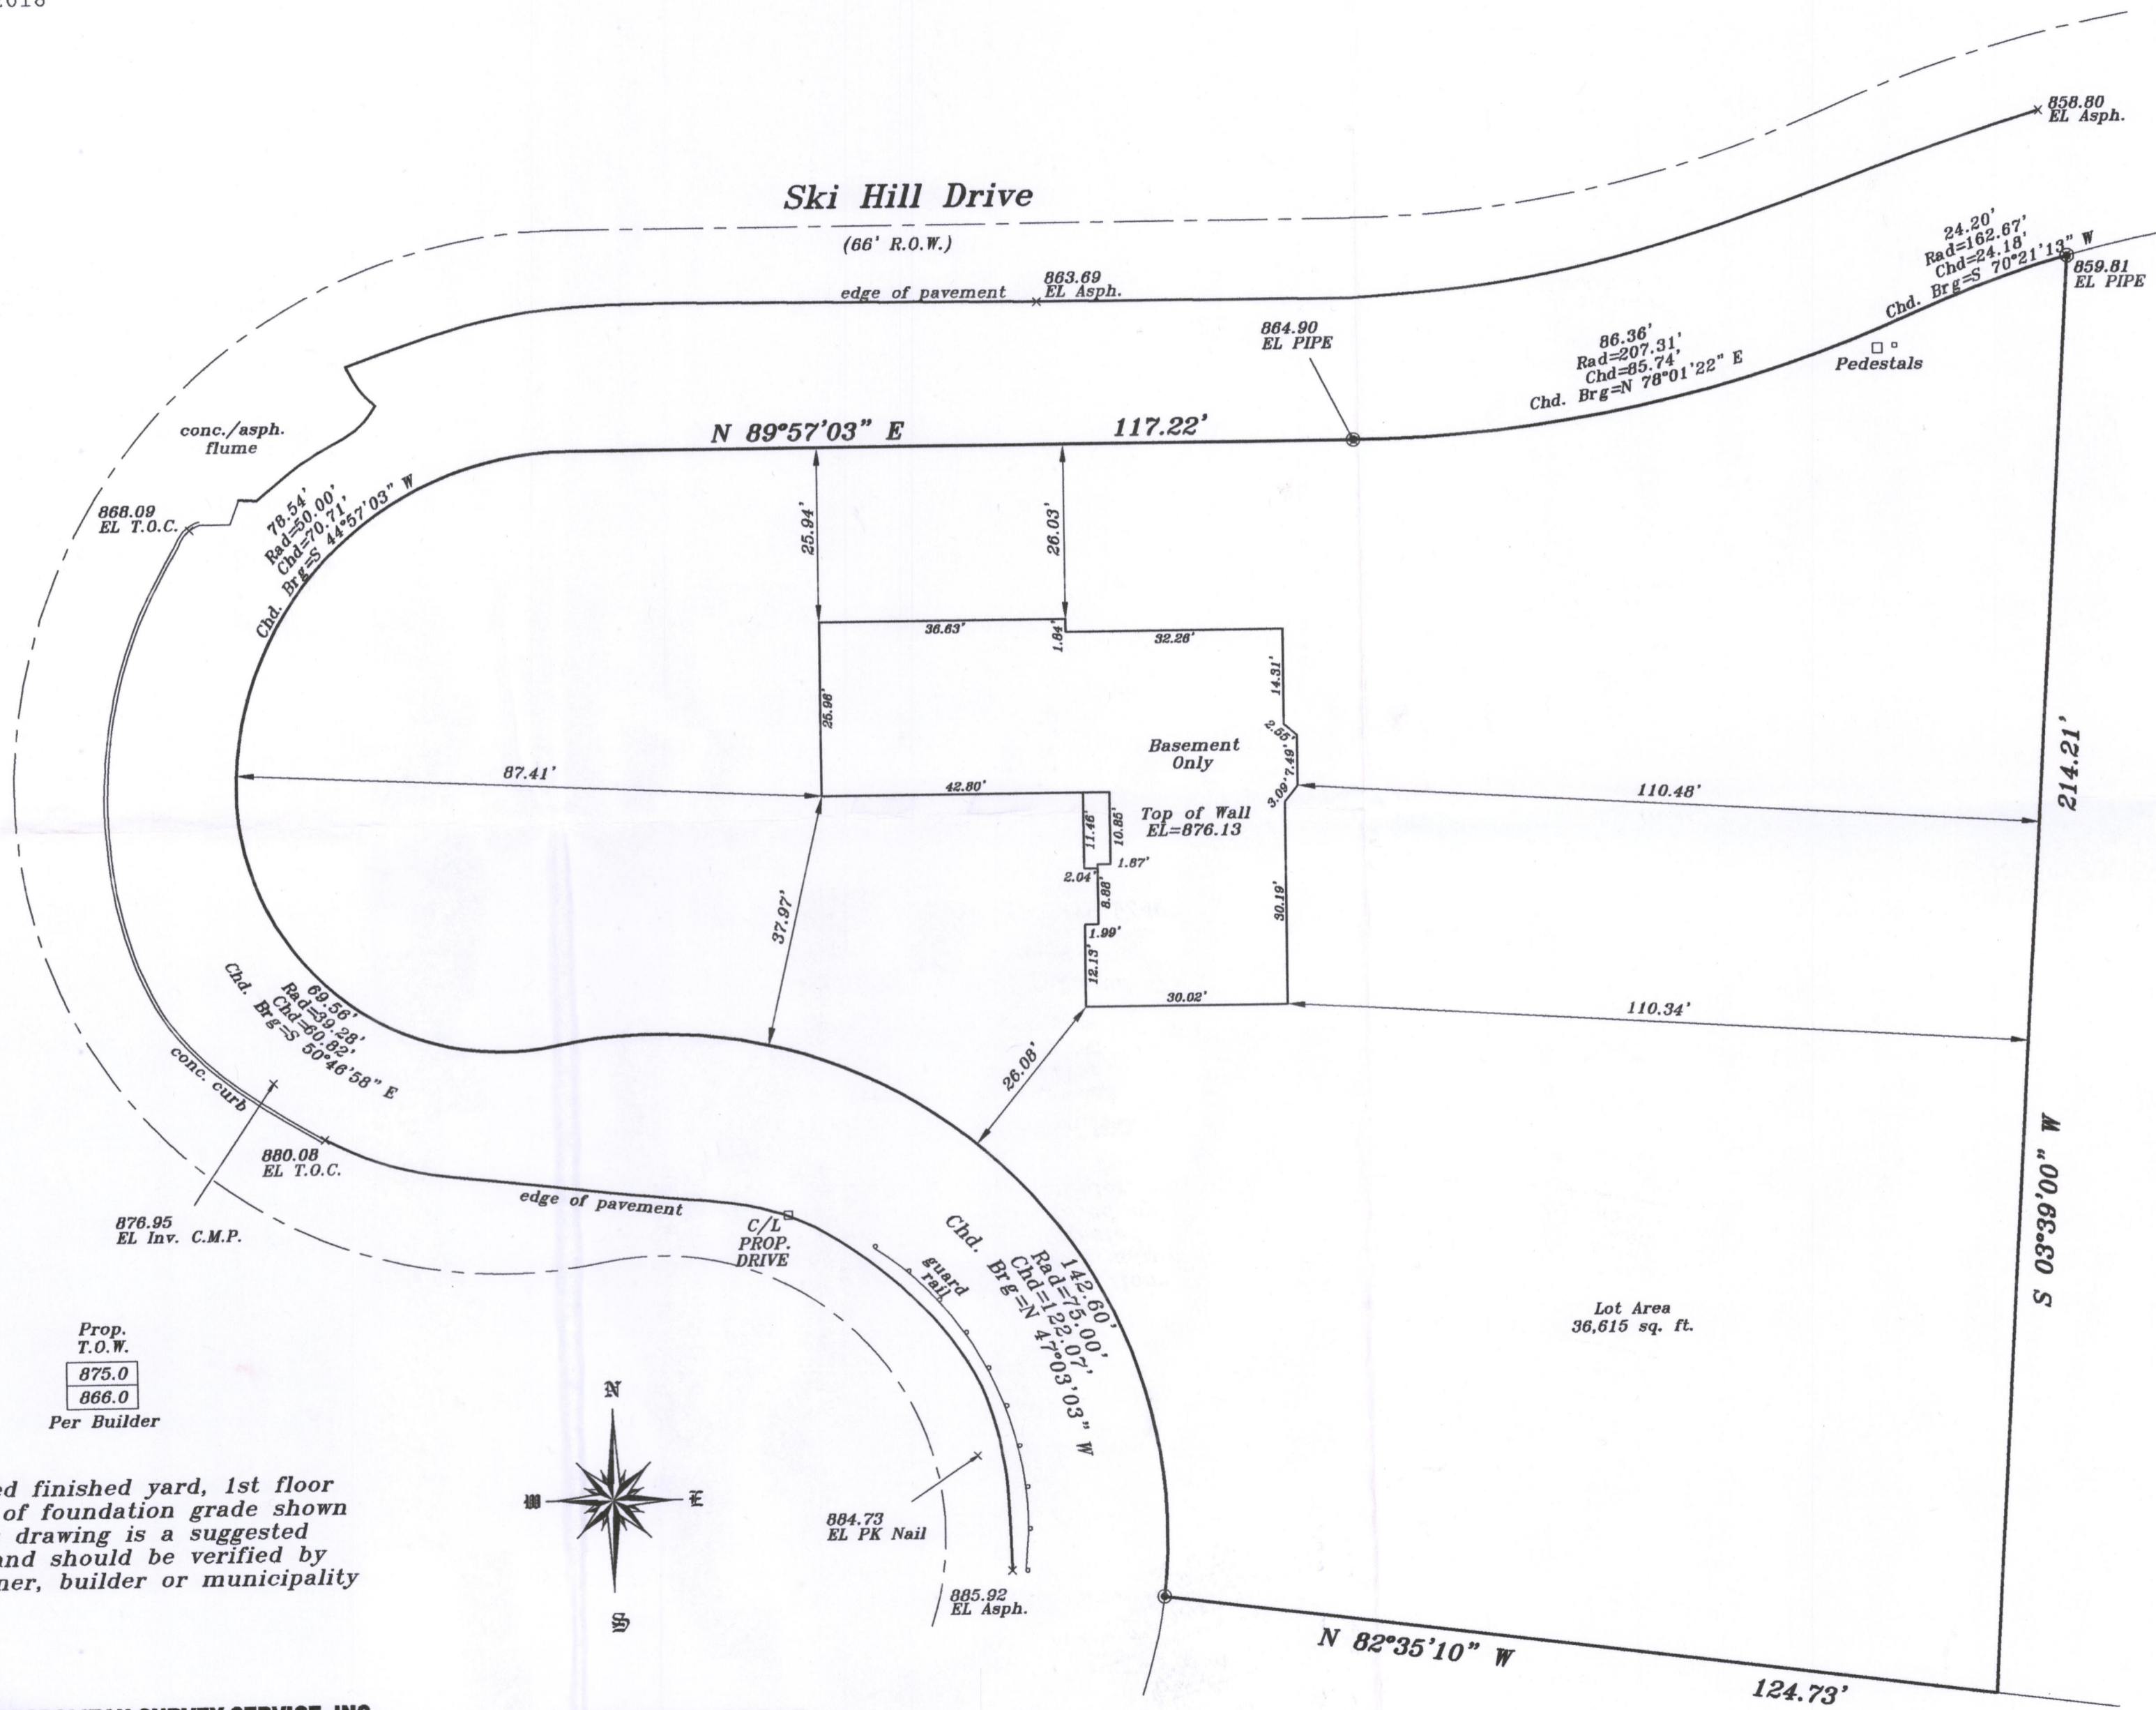 Ski Hill Drive
(66' R.O.W.)
858.80
EL Asph.
863.69
EL Asph.
edge of pavement
24.20'
Rad=162.67'
Chd=24.18'
Chd. Brg=S 70°21'13" W
859.81
EL PIPE
864.90
EL PIPE
86.36'
Rad=207.31'
Chd=85.74'
Chd. Brg=N 78°01'22" E
Pedestals
N 89°57'03" E
117.22'
conc./asph.
flume
868.09
EL T.O.C.
78.54'
Rad=50.00'
Chd=70.71'
Chd. Brg=S 44°57'03" W
25.94'
26.03'
36.63'
1.84'
32.26'
14.31'
25.98'
2.55'
7.49'
3.09'
Basement
Only
87.41'
42.80'
110.48'
214.21'
Top of Wall
EL=876.13
11.46'
10.85'
1.87'
2.04'
8.88'
30.19'
37.97'
1.99'
12.13'
30.02'
110.34'
26.08'
69.56'
Rad=39.28'
Chd=60.82'
Chd. Brg=S 50°46'58" E
conc. curb
880.08
EL T.O.C.
876.95
EL Inv. C.M.P.
edge of pavement
C/L
PROP.
DRIVE
guard
rail
142.60'
Rad=75.00'
Chd=122.07'
Chd. Brg=N 47°03'03" W
S 03°39'00" W
Lot Area
36,615 sq. ft.
Prop.
T.O.W.
875.0
866.0
Per Builder
N
W
E
S
884.73
EL PK Nail
885.92
EL Asph.
finished yard, 1st floor
of foundation grade shown
drawing is a suggested
and should be verified by
builder or municipality
N 82°35'10" W
124.73'
SURVEY SERVICE, INC.